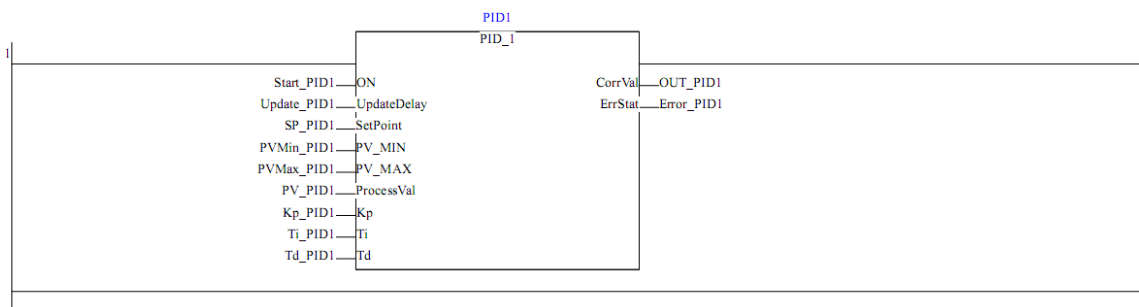 PID1
PID_1
1
Start_PID1 ON CorrVal OUT_PID1
Update_PID1 UpdateDelay ErrStat Error_PID1
SP_PID1 SetPoint
PVMin_PID1 PV_MIN
PVMax_PID1 PV_MAX
PV_PID1 ProcessVal
Kp_PID1 Kp
Ti_PID1 Ti
Td_PID1 Td